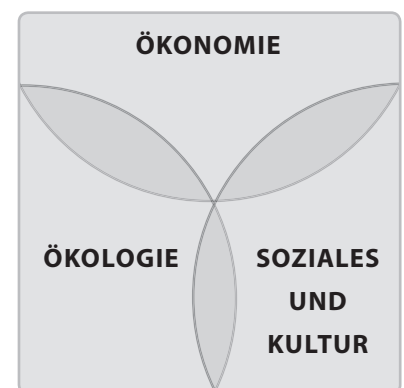 ÖKONOMIE
ÖKOLOGIE
SOZIALES
UND
KULTUR